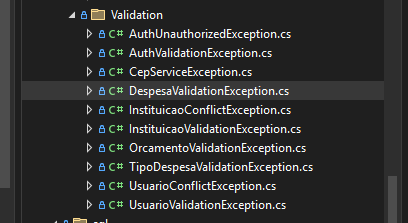 Validation
C# AuthUnauthorizedException.cs
C# AuthValidationException.cs
C# CepServiceException.cs
C# DespesaValidationException.cs
C# InstituicaoConflictException.cs
C# InstituicaoValidationException.cs
C# OrcamentoValidationException.cs
C# TipoDespesaValidationException.cs
C# UsuarioConflictException.cs
C# UsuarioValidationException.cs